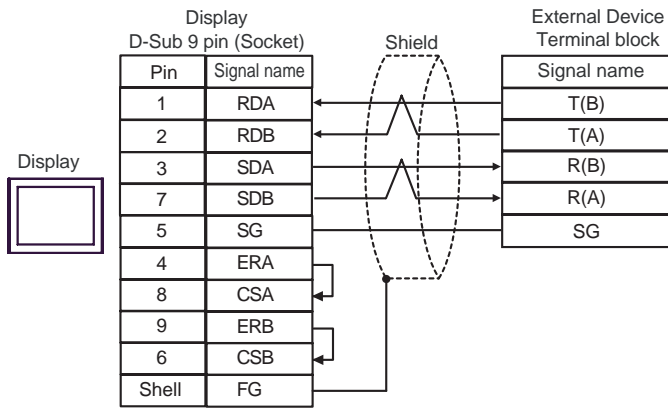 Display
D-Sub 9 pin (Socket)
Shield
External Device
Terminal block
Pin Signal name
Signal name
1 RDA
T(B)
2 RDB
T(A)
Display
3 SDA
R(B)
7 SDB
R(A)
5 SG
SG
4 ERA
8 CSA
9 ERB
6 CSB
Shell FG